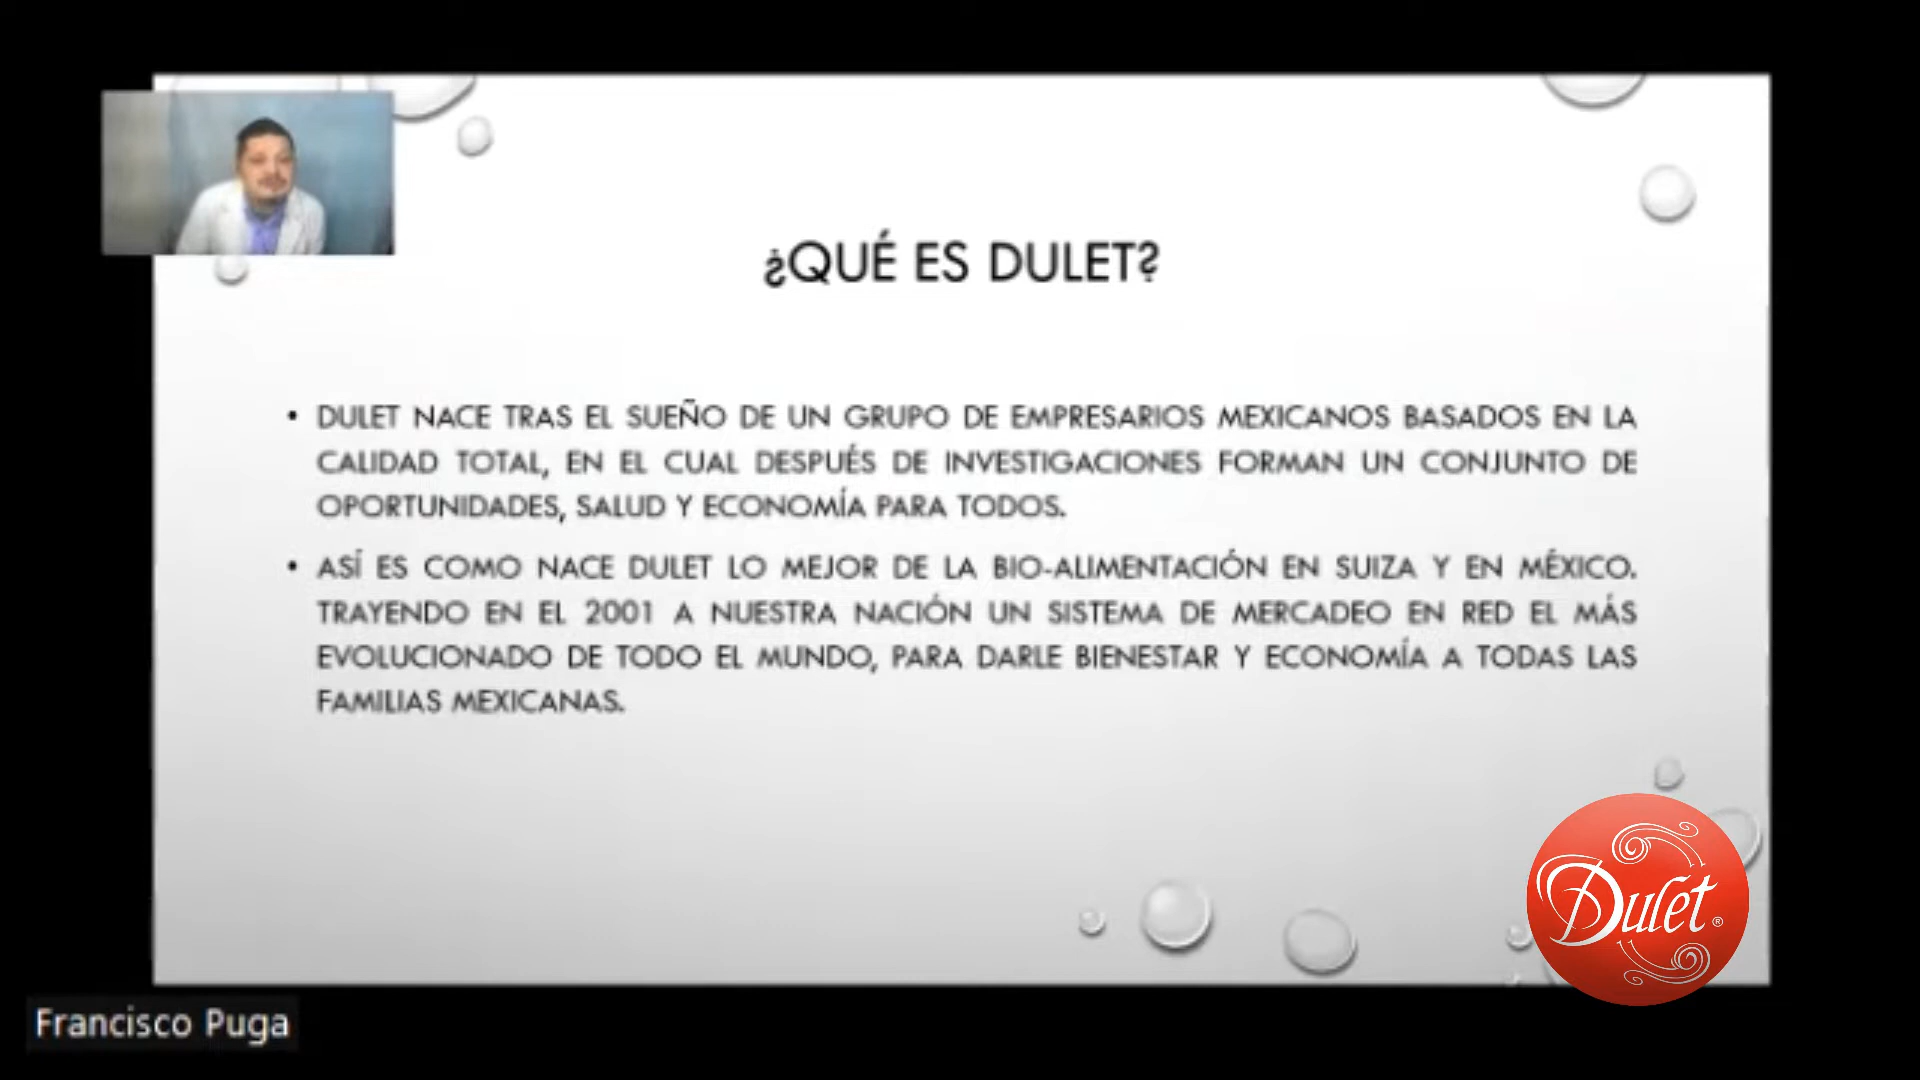 ¿QUÉ ES DULET?
• DULET NACE TRAS EL SUEÑO DE UN GRUPO DE EMPRESARIOS MEXICANOS BASADOS EN LA
CALIDAD TOTAL, EN EL CUAL DESPUÉS DE INVESTIGACIONES FORMAN UN CONJUNTO DE
OPORTUNIDADES, SALUD Y ECONOMÍA PARA TODOS.
• ASÍ ES COMO NACE DULET LO MEJOR DE LA BIO-ALIMENTACIÓN EN SUIZA Y EN MÉXICO.
TRAYENDO EN EL 2001 A NUESTRA NACIÓN UN SISTEMA DE MERCADEO EN RED EL MÁS
EVOLUCIONADO DE TODO EL MUNDO, PARA DARLE BIENESTAR Y ECONOMÍA A TODAS LAS
FAMILIAS MEXICANAS.
Dulet®
Francisco Puga